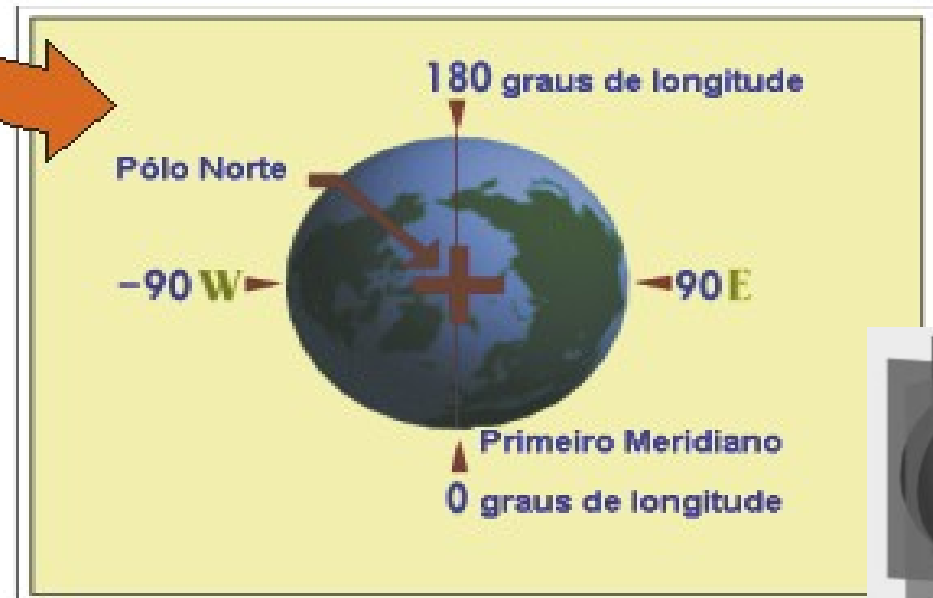 180 graus de longitude
Pólo Norte
-90 W
90 E
Primeiro Meridiano
0 graus de longitude